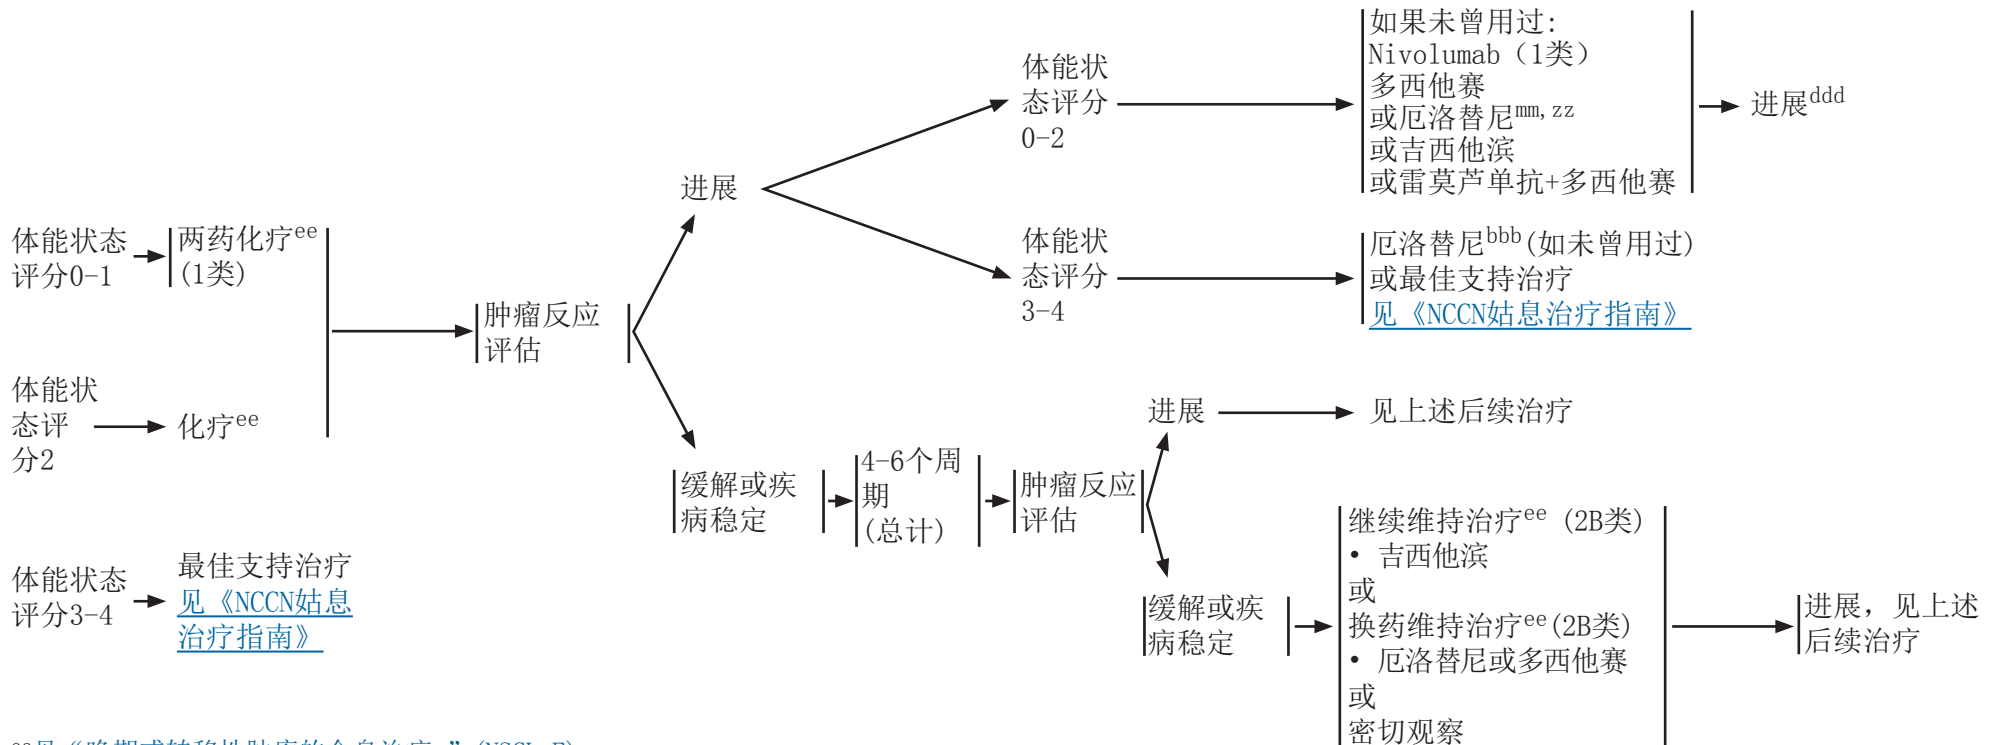 体能状态
评分0-1
两药化疗ee
(1类)
体能状
态评
分2
化疗ee
体能状态
评分3-4
最佳支持治疗
见《NCCN姑息
治疗指南》
肿瘤反应
评估
进展
体能状
态评分
0-2
如果未曾用过:
Nivolumab（1类）
多西他赛
或厄洛替尼mm,zz
或吉西他滨
或雷莫芦单抗+多西他赛
进展ddd
体能状
态评分
3-4
厄洛替尼bbb(如未曾用过)
或最佳支持治疗
见《NCCN姑息治疗指南》
缓解或疾
病稳定
4-6个周
期
(总计)
肿瘤反应
评估
进展
见上述后续治疗
缓解或疾
病稳定
继续维持治疗ee (2B类)
• 吉西他滨
或
换药维持治疗ee(2B类)
• 厄洛替尼或多西他赛
或
密切观察
进展，见上述
后续治疗